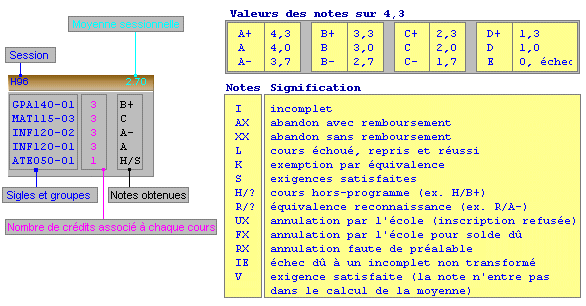 Moyenne sessionnelle
Session
H96 2.70
GPA140-01 3 B+
MAT115-03 3 C
INF120-02 3 A-
INF120-01 3 A
ATE050-01 1 H/S
Sigles et groupes
Notes obtenues
Nombre de crédits associé à chaque cours
Valeurs des notes sur 4,3
A+ 4,3 B+ 3,3 C+ 2,3 D+ 1,3
A 4,0 B 3,0 C 2,0 D 1,0
A- 3,7 B- 2,7 C- 1,7 E 0, échec
Notes Signification
I incomplet
AX abandon avec remboursement
XX abandon sans remboursement
L cours échoué, repris et réussi
K exemption par équivalence
S exigences satisfaites
H/? cours hors-programme (ex. H/B+)
R/? équivalence reconnaissance (ex. R/A-)
UX annulation par l'école (inscription refusée)
FX annulation par l'école pour solde dû
RX annulation faute de préalable
IE échec dû à un incomplet non transformé
V exigence satisfaite (la note n'entre pas
dans le calcul de la moyenne)